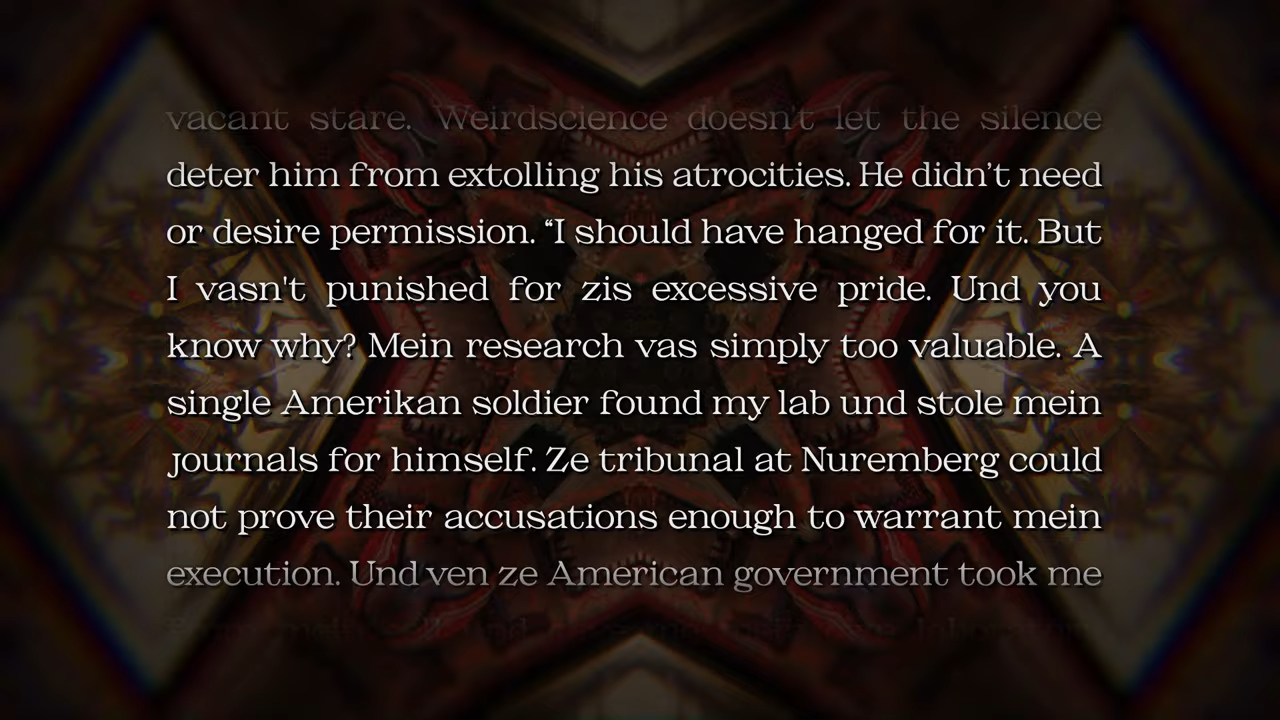 vacant stare. Weirdscience doesn't let the silence
deter him from extolling his atrocities. He didn’t need
or desire permission. “I should have hanged for it. But
I vasn't punished for zis excessive pride. Und you
know why? Mein research vas simply too valuable. A
single Amerikan soldier found my lab und stole mein
journals for himself. Ze tribunal at Nuremberg could
not prove their accusations enough to warrant mein
execution. Und ven ze American government took me